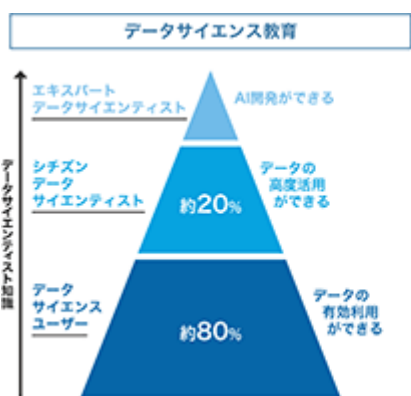 データサイエンス教育
エキスパート
データサイエンティスト
AI開発ができる
シチズン
データ
サイエンティスト
約20%
データの
高度活用
ができる
データ
サイエンス
ユーザー
約80%
データの
有効利用
ができる
データサイエンティスト知識